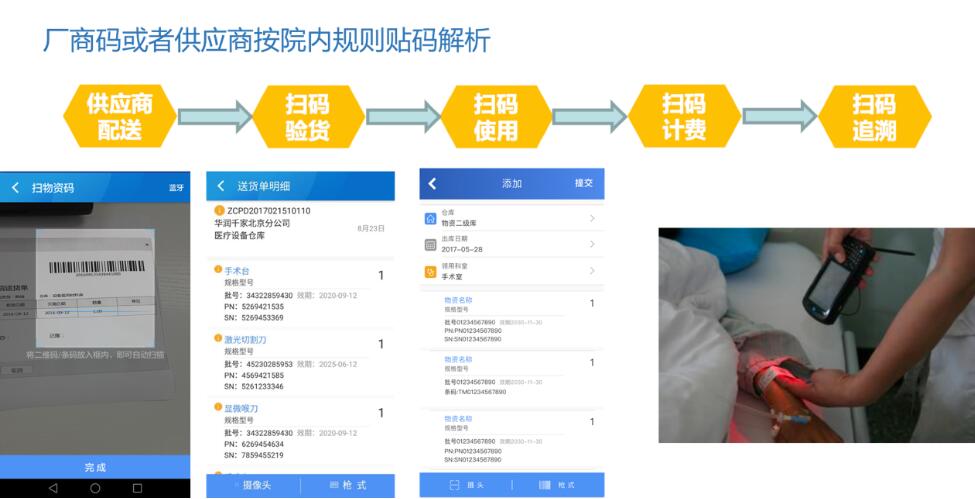 厂商码或者供应商按院内规则贴码解析
供应商
配送
扫码
验货
扫码
使用
扫码
计费
扫码
追溯
扫物资码
蓝牙
将二维码/条码放入框内，即可自动扫描
完成
送货单明细
ZCPD2017021510110
华润千家北京分公司
医疗设备仓库
8月23日
手术台
1
规格型号
批号：34322859430 效期：2020-09-12
PN：5269421535
SN：5269453369
激光切割刀
1
规格型号
批号：45230285953 效期：2025-06-12
PN：4569421585
SN：5261233346
显微喉刀
1
规格型号
批号：34322859430 效期：2020-09-12
PN：6269454634
SN：7859455219
摄像头
枪 式
添加
提交
仓库
物资二级库
出库日期
2017-05-28
领用科室
手术室
物资名称
1
规格型号
批号01234567890 效期2030-11-30
PN:PN01234567890
SN:SN01234567890
物资名称
1
规格型号
批号01234567890 效期2030-11-30
条码:TM01234567890
物资名称
1
规格型号
批号01234567890 效期2030-11-30
PN:PN01234567890
SN:SN01234567890
摄 头
枪 式